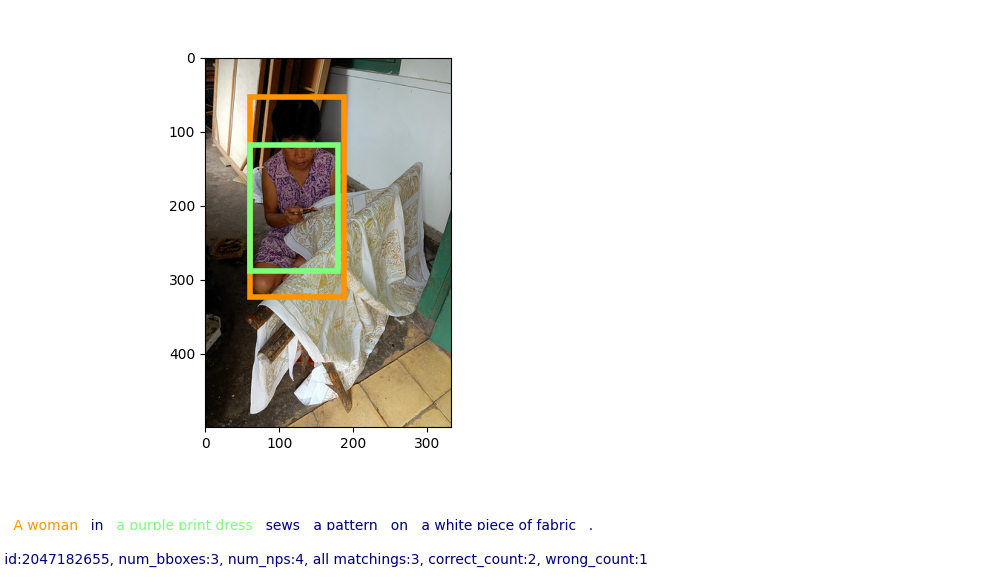 0
100
200
300
400
0 100 200 300
A woman in a purple print dress sews a pattern on a white piece of fabric .
id:2047182655, num_bboxes:3, num_nps:4, all matchings:3, correct_count:2, wrong_count:1